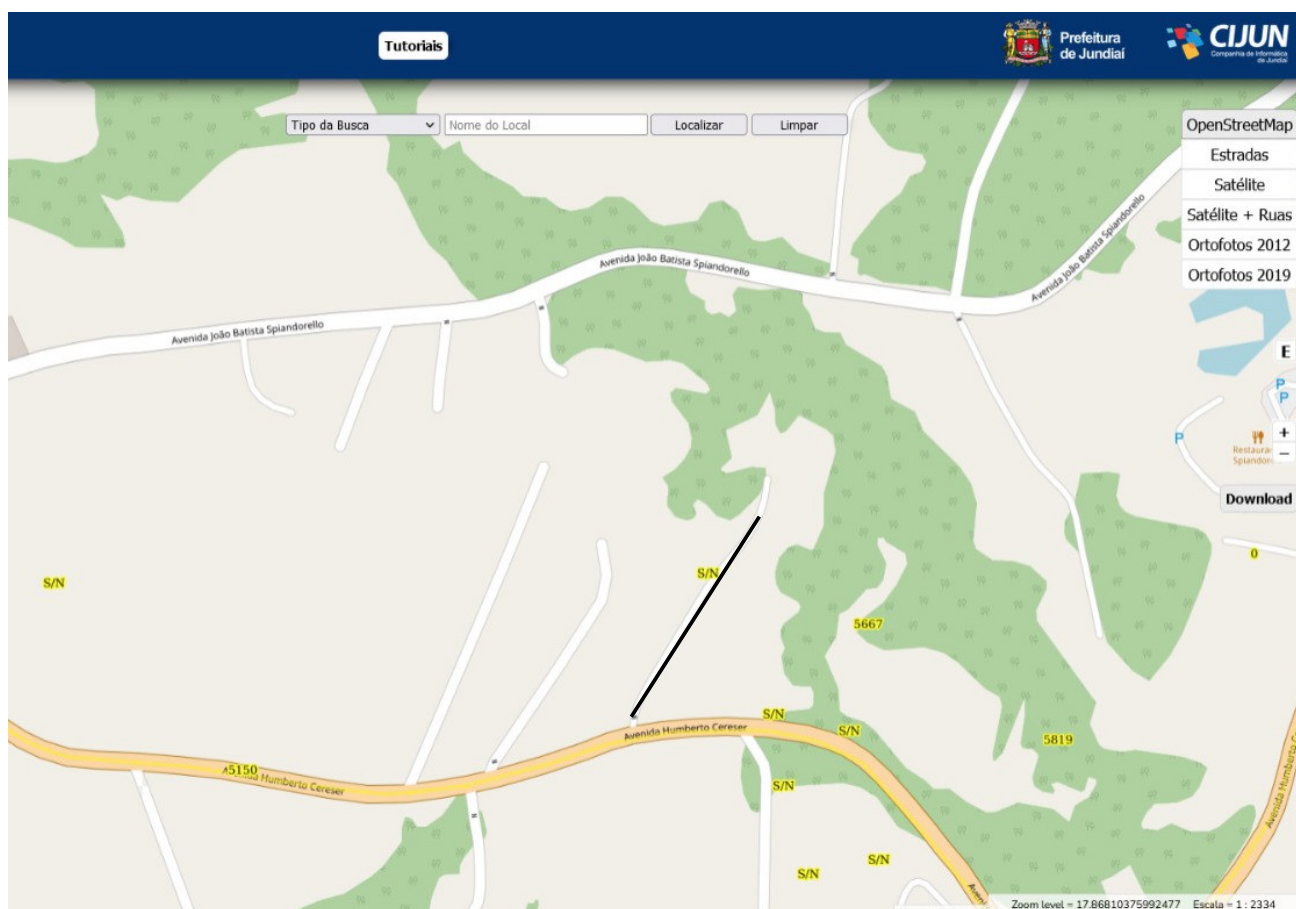 Tutoriais
Prefeitura
de Jundiaí
CIJUN
Companhia de Informática
de Jundiaí
Tipo da Busca
Nome do Local
Localizar
Limpar
OpenStreetMap
Estradas
Satélite
Satélite + Ruas
Ortofotos 2012
Ortofotos 2019
Avenida João Batista Spiandorello
Avenida João Batista Spiandorello
Avenida João Batista Spiandorello
E
P
P
P
+
−
Download
S/N
S/N
0
5667
S/N
S/N
5819
Avenida Humberto Cereser
5150
Humberto Cereser
S/N
S/N
S/N
Zoom level = 17.86810375992477 Escala = 1 : 2334